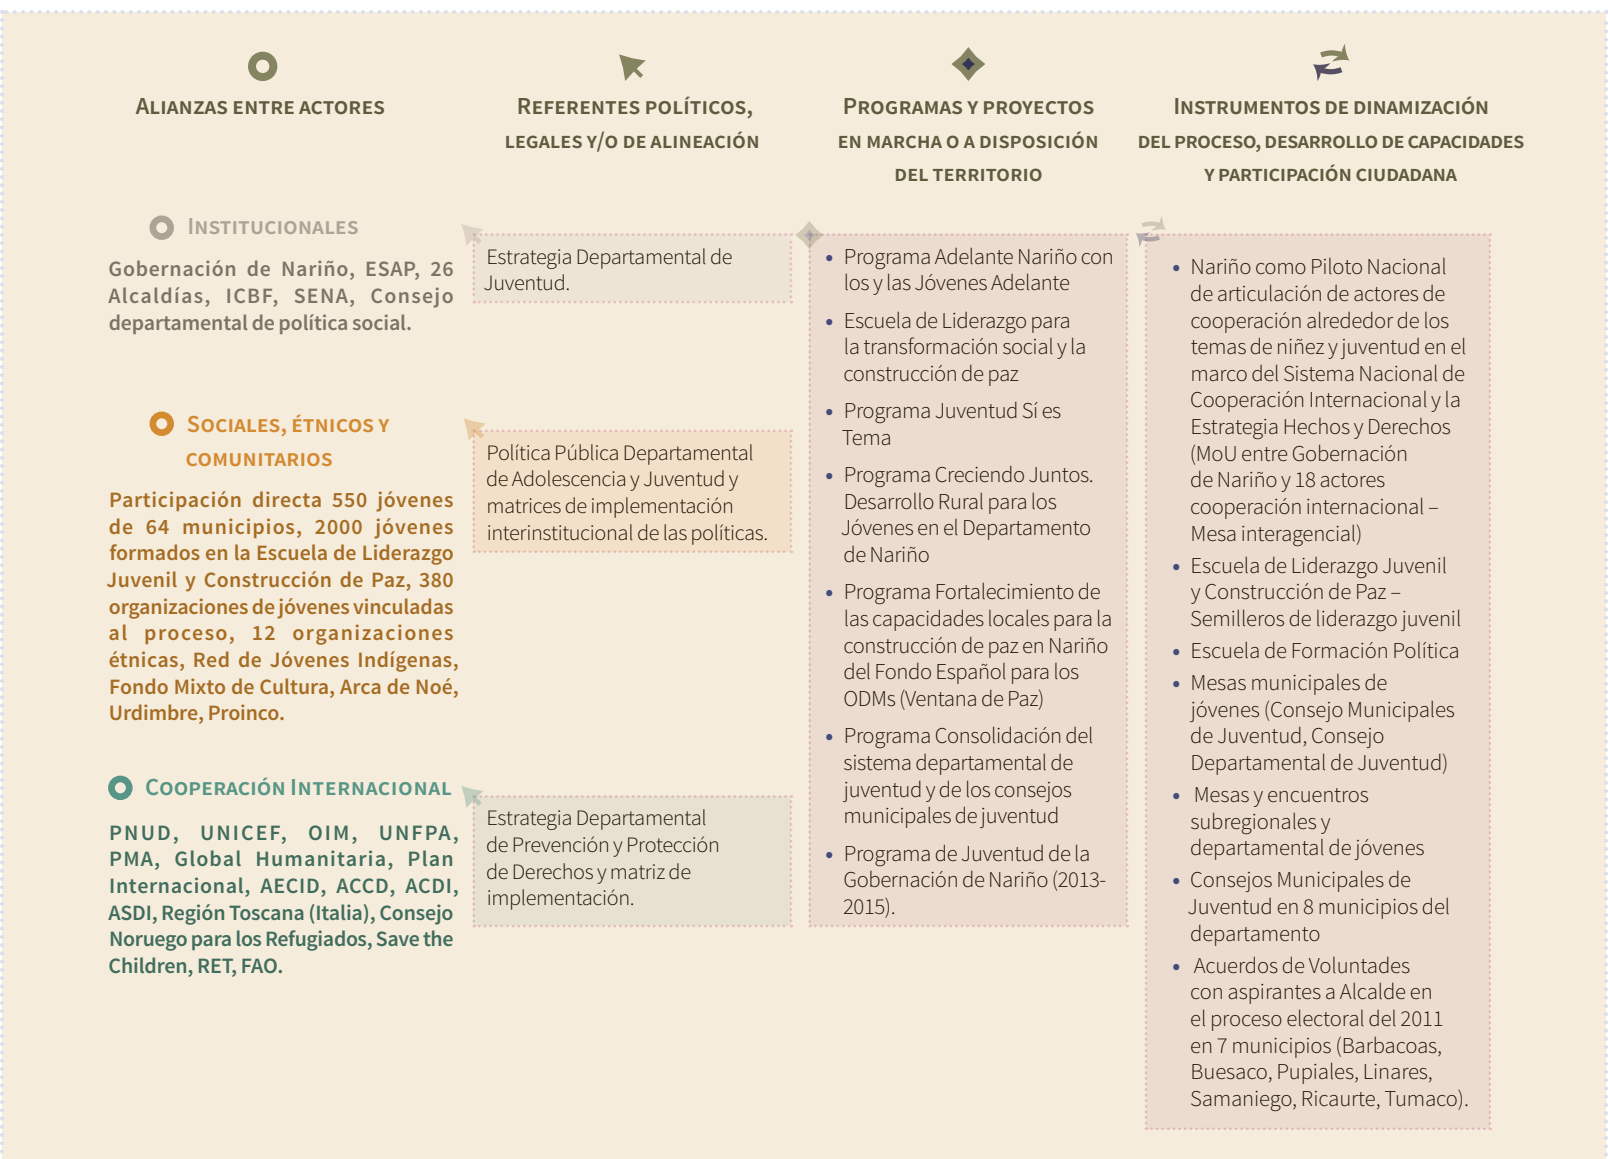 ALIANZAS ENTRE ACTORES
REFERENTES POLÍTICOS,
LEGALES Y/O DE ALINEACIÓN
PROGRAMAS Y PROYECTOS
EN MARCHA O A DISPOSICIÓN
DEL TERRITORIO
INSTRUMENTOS DE DINAMIZACIÓN
DEL PROCESO, DESARROLLO DE CAPACIDADES
Y PARTICIPACIÓN CIUDADANA
INSTITUCIONALES
Gobernación de Nariño, ESAP, 26
Alcaldías, ICBF, SENA, Consejo
departamental de política social.
SOCIALES, ÉTNICOS Y
COMUNITARIOS
Participación directa 550 jóvenes
de 64 municipios, 2000 jóvenes
formados en la Escuela de Liderazgo
Juvenil y Construcción de Paz, 380
organizaciones de jóvenes vinculadas
al proceso, 12 organizaciones
étnicas, Red de Jóvenes Indígenas,
Fondo Mixto de Cultura, Arca de Noé,
Urdimbre, Proinco.
COOPERACIÓN INTERNACIONAL
PNUD, UNICEF, OIM, UNFPA,
PMA, Global Humanitaria, Plan
Internacional, AECID, ACCD, ACDI,
ASDI, Región Toscana (Italia), Consejo
Noruego para los Refugiados, Save the
Children, RET, FAO.
Estrategia Departamental de
Juventud.
Política Pública Departamental
de Adolescencia y Juventud y
matrices de implementación
interinstitucional de las políticas.
Estrategia Departamental
de Prevención y Protección
de Derechos y matriz de
implementación.
• Programa Adelante Nariño con
los y las Jóvenes Adelante
• Escuela de Liderazgo para
la transformación social y la
construcción de paz
• Programa Juventud Sí es
Tema
• Programa Creciendo Juntos.
Desarrollo Rural para los
Jóvenes en el Departamento
de Nariño
• Programa Fortalecimiento de
las capacidades locales para la
construcción de paz en Nariño
del Fondo Español para los
ODMs (Ventana de Paz)
• Programa Consolidación del
sistema departamental de
juventud y de los consejos
municipales de juventud
• Programa de Juventud de la
Gobernación de Nariño (2013-
2015).
• Nariño como Piloto Nacional
de articulación de actores de
cooperación alrededor de los
temas de niñez y juventud en el
marco del Sistema Nacional de
Cooperación Internacional y la
Estrategia Hechos y Derechos
(MoU entre Gobernación
de Nariño y 18 actores
cooperación internacional –
Mesa interagencial)
• Escuela de Liderazgo Juvenil
y Construcción de Paz –
Semilleros de liderazgo juvenil
• Escuela de Formación Política
• Mesas municipales de
jóvenes (Consejo Municipales
de Juventud, Consejo
Departamental de Juventud)
• Mesas y encuentros
subregionales y
departamental de jóvenes
• Consejos Municipales de
Juventud en 8 municipios del
departamento
• Acuerdos de Voluntades
con aspirantes a Alcalde en
el proceso electoral del 2011
en 7 municipios (Barbacoas,
Buesaco, Pupiales, Linares,
Samaniego, Ricaurte, Tumaco).